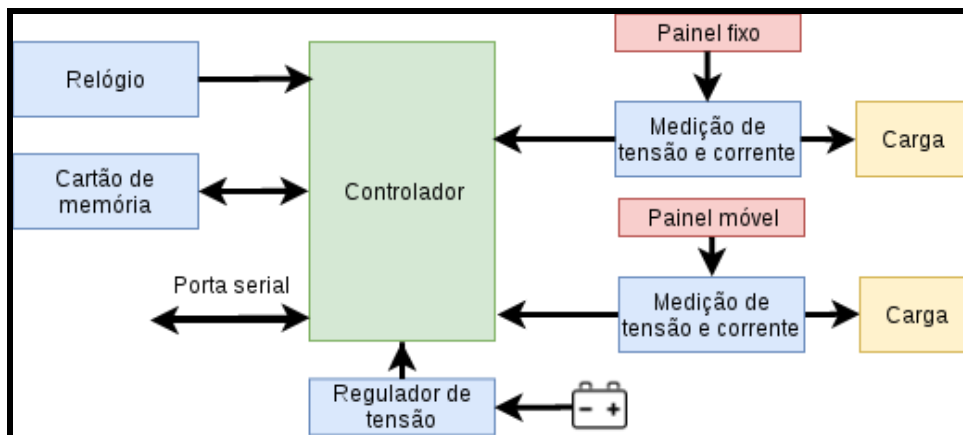 Relógio
Cartão de
memória
Porta serial
Controlador
Regulador de
tensão
Painel fixo
Medição de
tensão e corrente
Carga
Painel móvel
Medição de
tensão e corrente
Carga